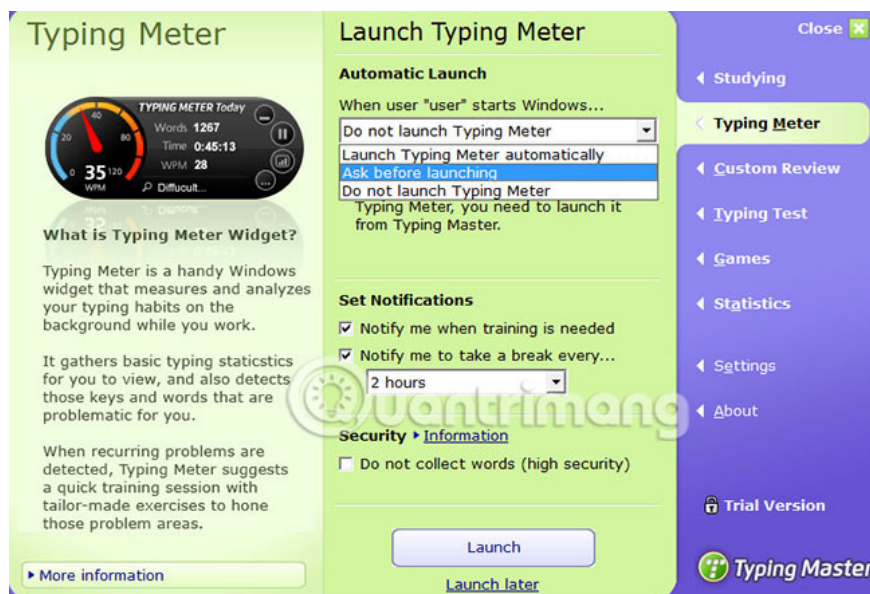 Typing Meter
TYPING METER Today
Words 1267
Time 0:45:13
WPM 28
Difficult...
0
20
40
80
120
35
WPM
What is Typing Meter Widget?
Typing Meter is a handy Windows
widget that measures and analyzes
your typing habits on the
background while you work.
It gathers basic typing staticstics
for you to view, and also detects
those keys and words that are
problematic for you.
When recurring problems are
detected, Typing Meter suggests
a quick training session with
tailor-made exercises to hone
those problem areas.
More information
Launch Typing Meter
Automatic Launch
When user "user" starts Windows...
Do not launch Typing Meter
Launch Typing Meter automatically
Ask before launching
Do not launch Typing Meter
Typing Meter, you need to launch it
from Typing Master.
Set Notifications
Notify me when training is needed
Notify me to take a break every...
2 hours
Security Information
Do not collect words (high security)
Launch
Launch later
Close
Studying
Typing Meter
Custom Review
Typing Test
Games
Statistics
Settings
About
Trial Version
Typing Master
Quantrimang